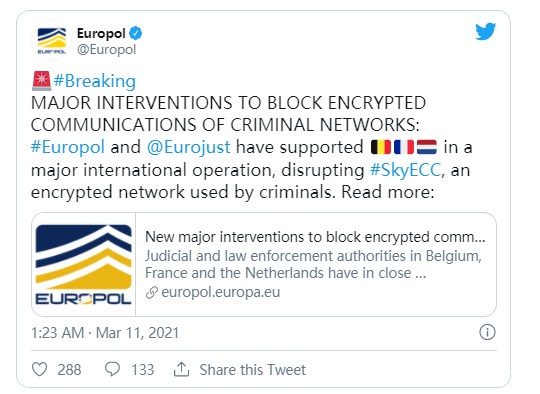 Europol
@Europol
EUROPOL
#Breaking
MAJOR INTERVENTIONS TO BLOCK ENCRYPTED
COMMUNICATIONS OF CRIMINAL NETWORKS:
#Europol and @Eurojust have supported in a
major international operation, disrupting #SkyECC, an
encrypted network used by criminals. Read more:
New major interventions to block encrypted comm...
Judicial and law enforcement authorities in Belgium,
France and the Netherlands have in close ...
europol.europa.eu
EUROPOL
1:23 AM · Mar 11, 2021
288 133 Share this Tweet